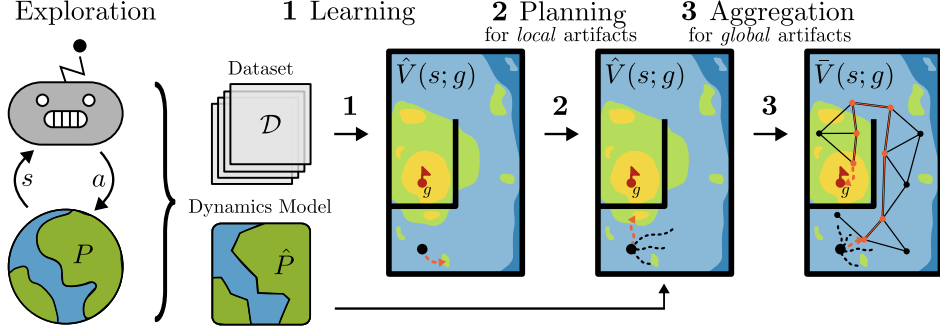 Exploration
1 Learning
2 Planning
for local artifacts
3 Aggregation
for global artifacts
Dataset
𝒟
s
a
P
Dynamics Model
P̂
1
V̂(s; g)
g
2
V̂(s; g)
g
3
V̄(s; g)
g